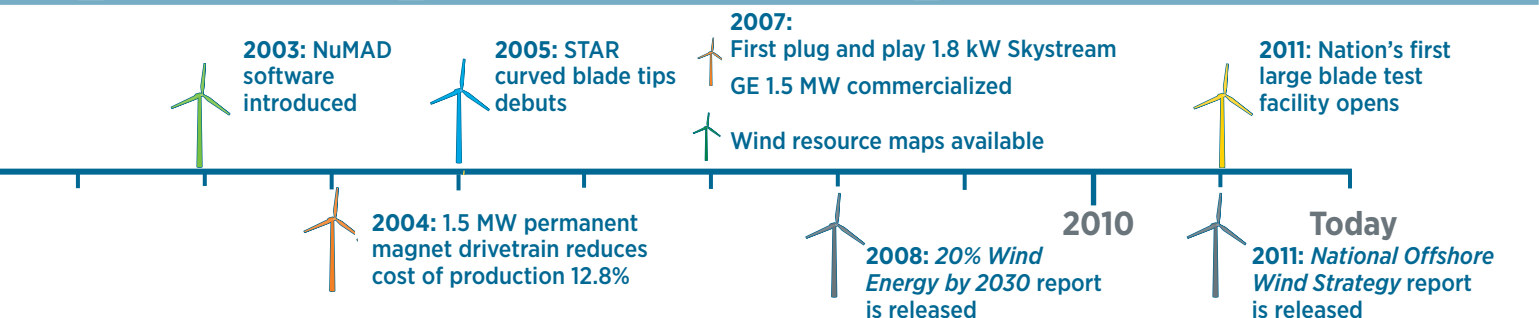 2003: NuMAD
software
introduced
2005: STAR
curved blade tips
debuts
2007:
First plug and play 1.8 kW Skystream
GE 1.5 MW commercialized
Wind resource maps available
2011: Nation’s first
large blade test
facility opens
2004: 1.5 MW permanent
magnet drivetrain reduces
cost of production 12.8%
2008: 20% Wind
Energy by 2030 report
is released
2010
Today
2011: National Offshore
Wind Strategy report
is released